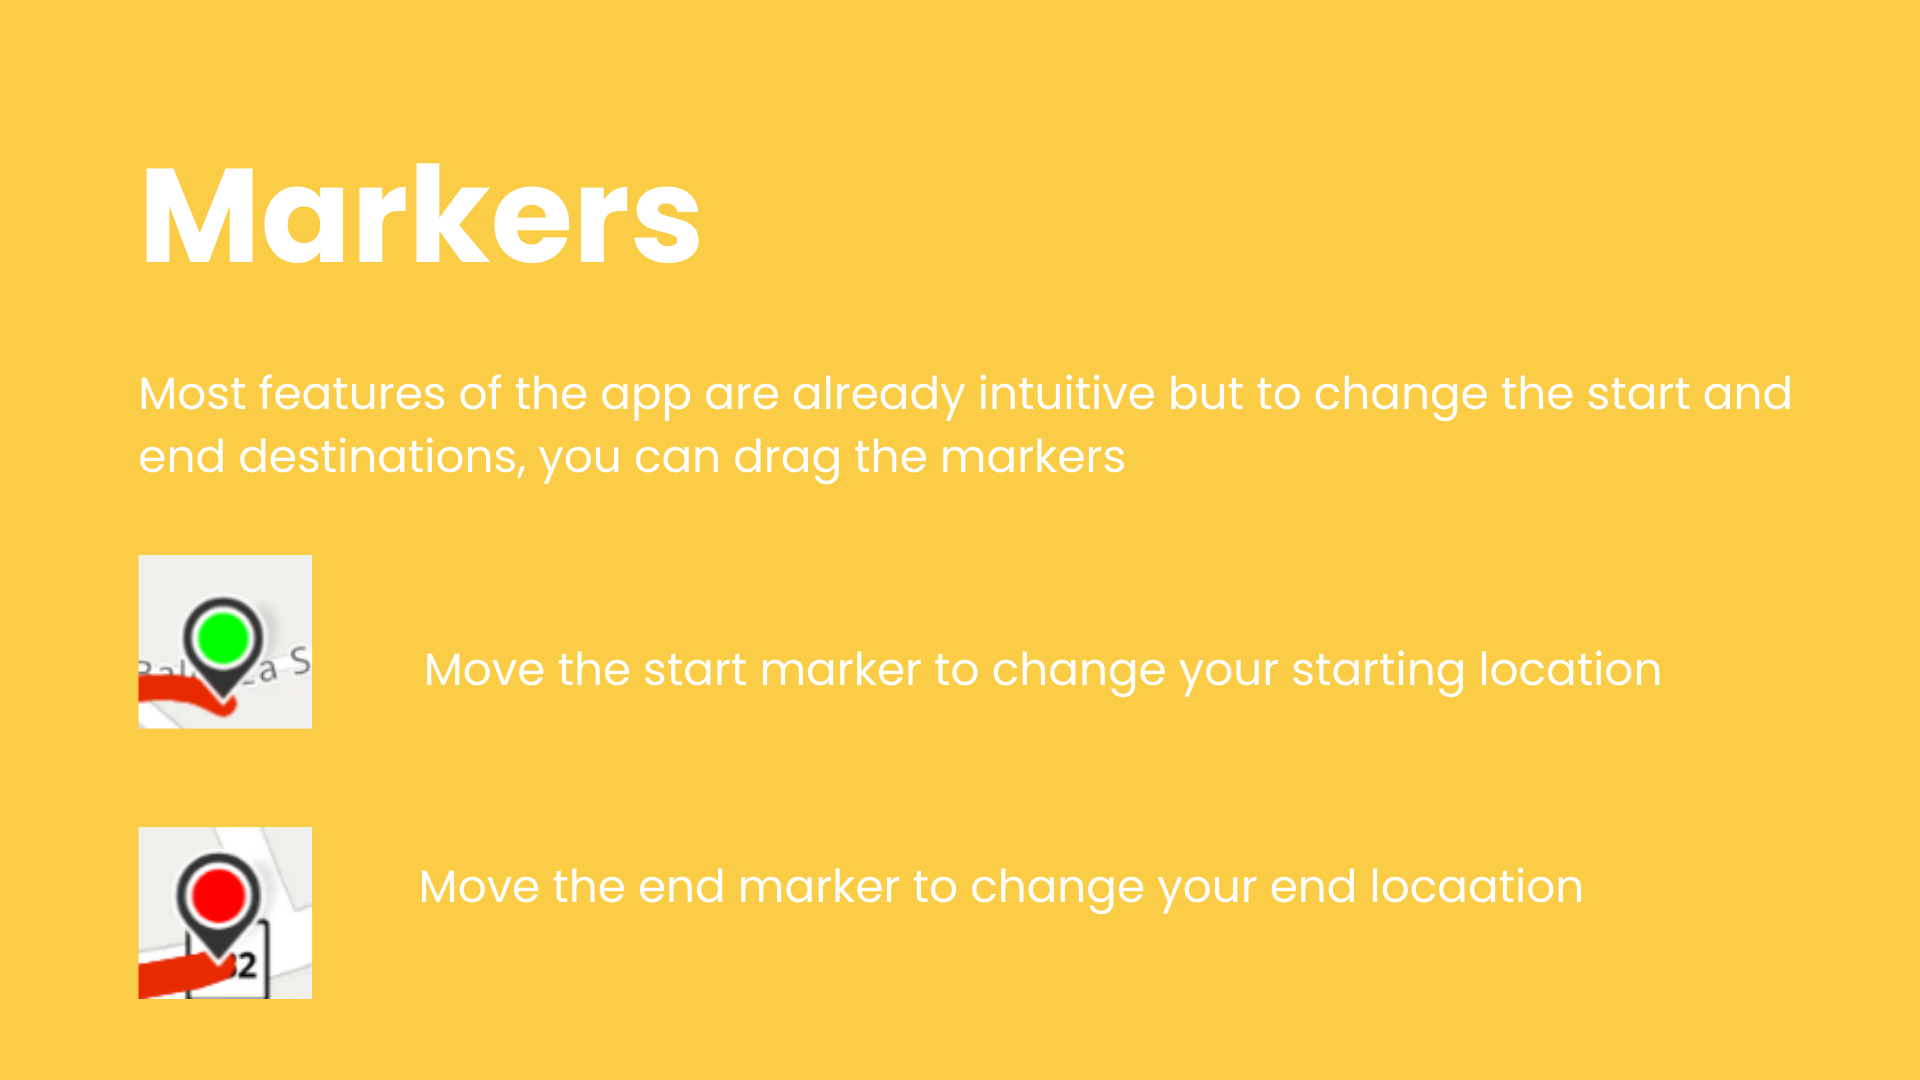 Markers
Most features of the app are already intuitive but to change the start and
end destinations, you can drag the markers
Move the start marker to change your starting location
Move the end marker to change your end locaation